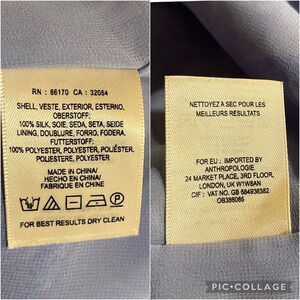 RN : 66170 CA : 32054
SHELL, VESTE, EXTERIOR, ESTERNO,
OBERSTOFF:
100% SILK, SOIE, SEDA, SETA, SEIDE
LINING, DOUBLURE, FORRO, FODERA,
FUTTERSTOFF:
100% POLYESTER, POLYESTER, POLIÉSTER,
POLIESTERE, POLYESTER
MADE IN CHINA/
HECHO EN CHINA/
FABRIQUE EN CHINE
FOR BEST RESULTS DRY CLEAN
NETTOYEZ A SEC POUR LES
MEILLEURS RESULTATS
FOR EU : IMPORTED BY
ANTHROPOLOGIE
24 MARKET PLACE, 3RD FLOOR,
LONDON, UK W1W8AN
CIF : VAT NO. GB 684936382
OB386086
PIC•COLLAGE